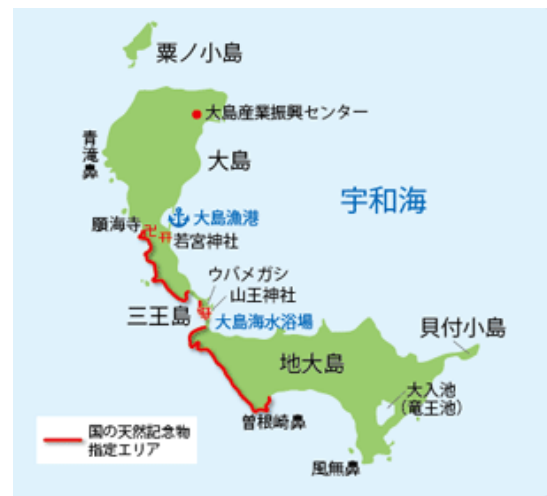 粟ノ小島
大島産業振興センター
青滝鼻
大島
宇和海
大島漁港
願海寺
若宮神社
ウバメガシ
山王神社
三王島
大島海水浴場
貝付小島
地大島
大入池
(竜王池)
曽根崎鼻
国の天然記念物
指定エリア
風無鼻